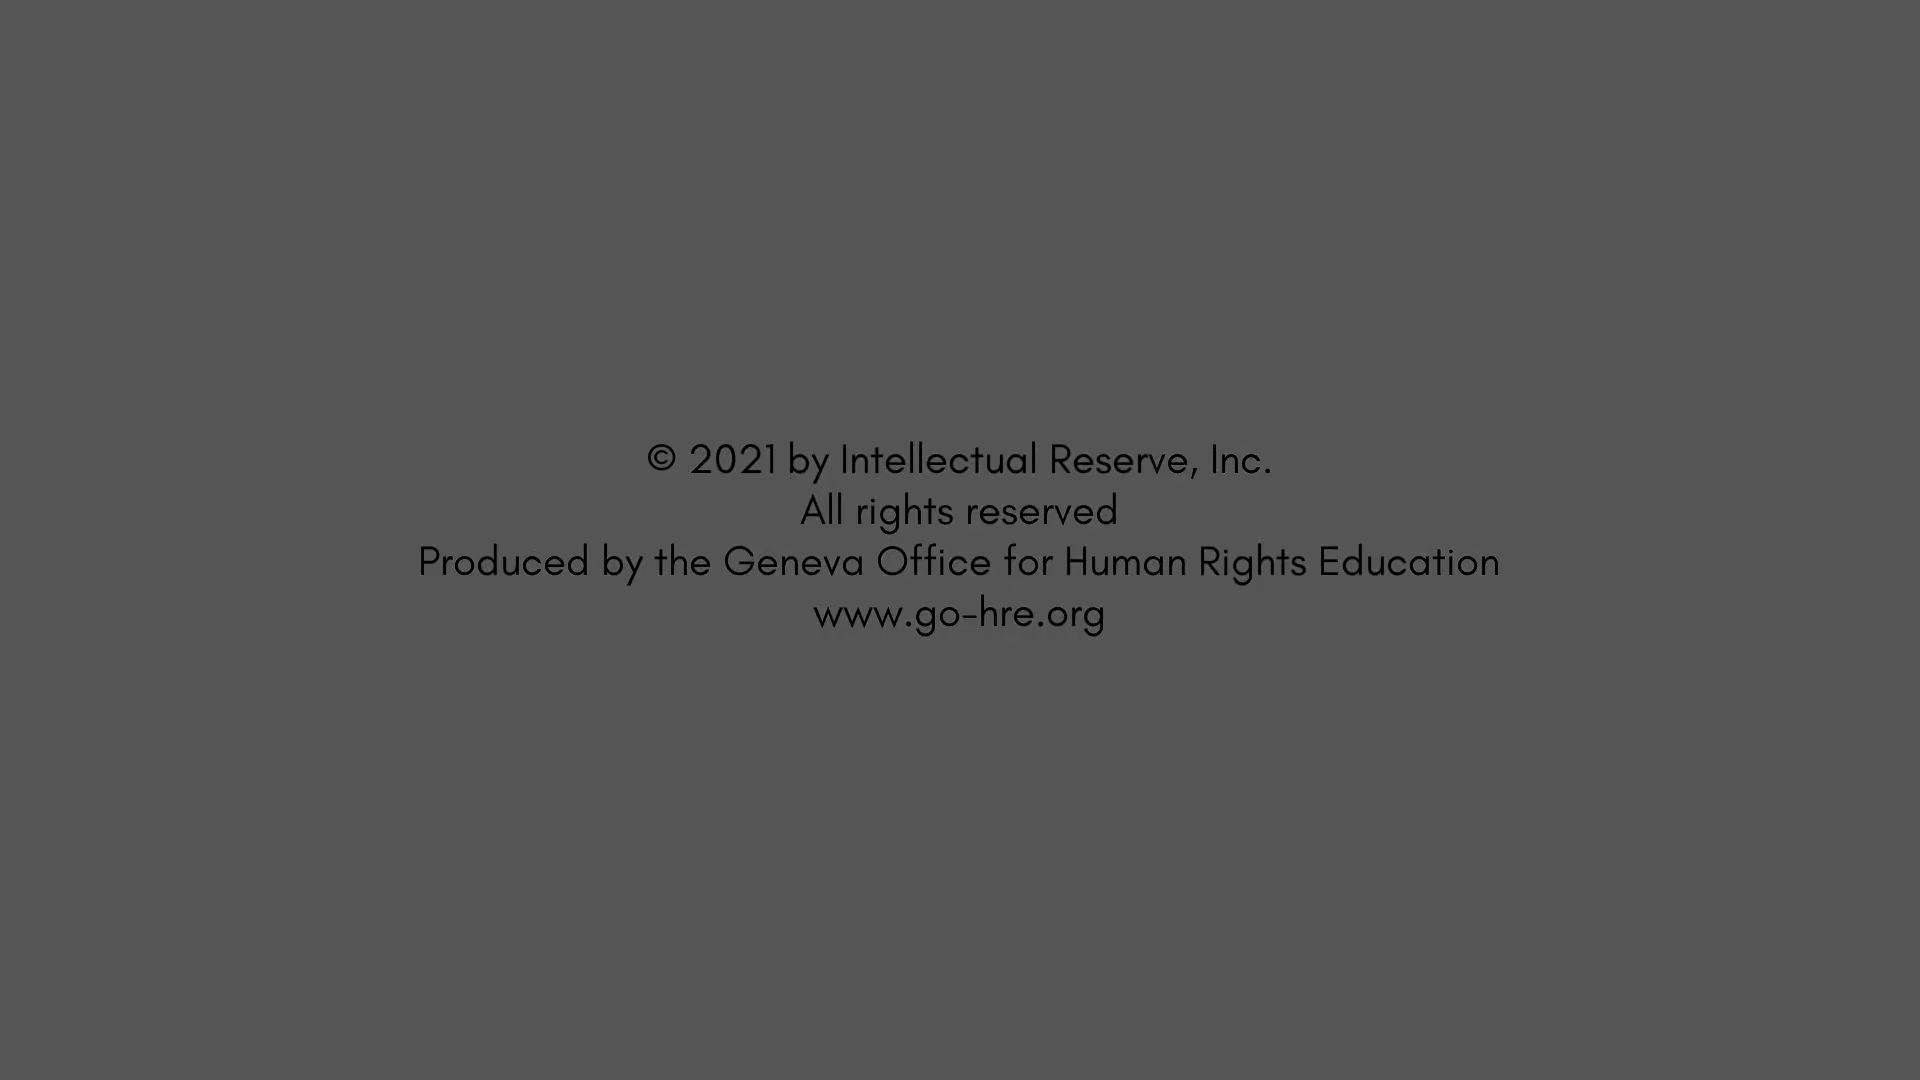 © 2021 by Intellectual Reserve, Inc.
All rights reserved
Produced by the Geneva Office for Human Rights Education
www.go-hre.org